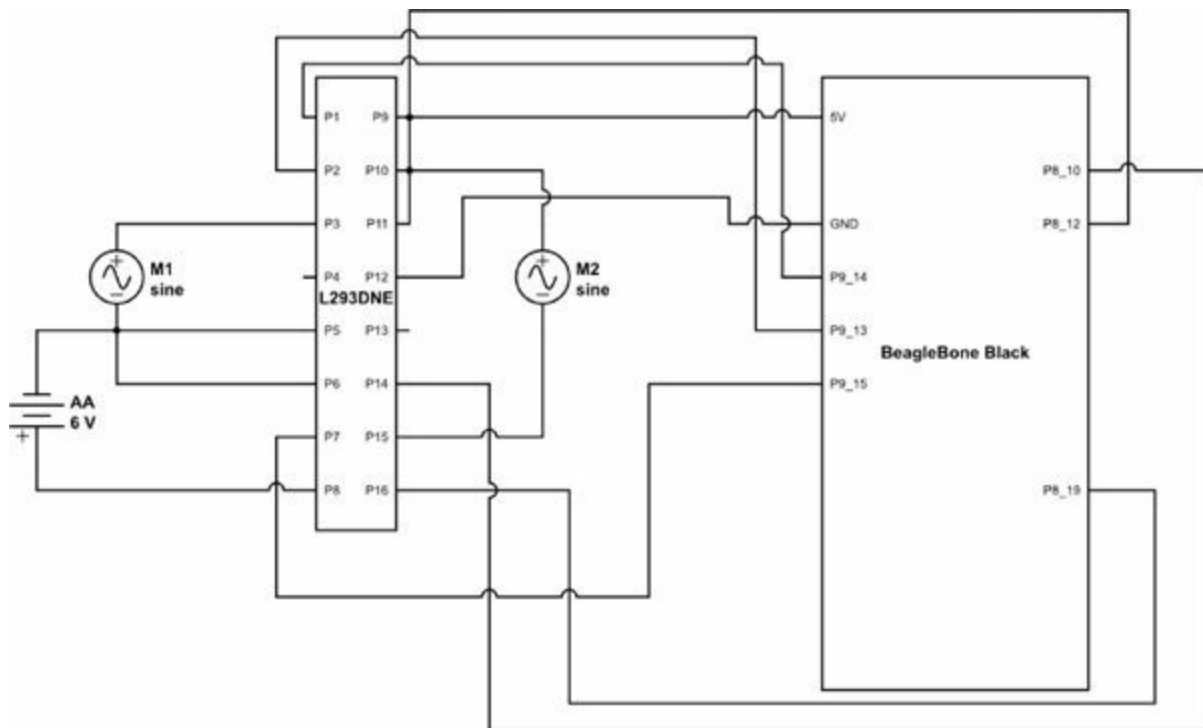 P1
P9
5V
P2
P10
P8_10
P3
P11
GND
P8_12
M1
sine
P4
P12
M2
sine
P9_14
L293DNE
P5
P13
P9_13
BeagleBone Black
AA
6 V
+
P6
P14
P9_15
P7
P15
P8
P16
P8_19